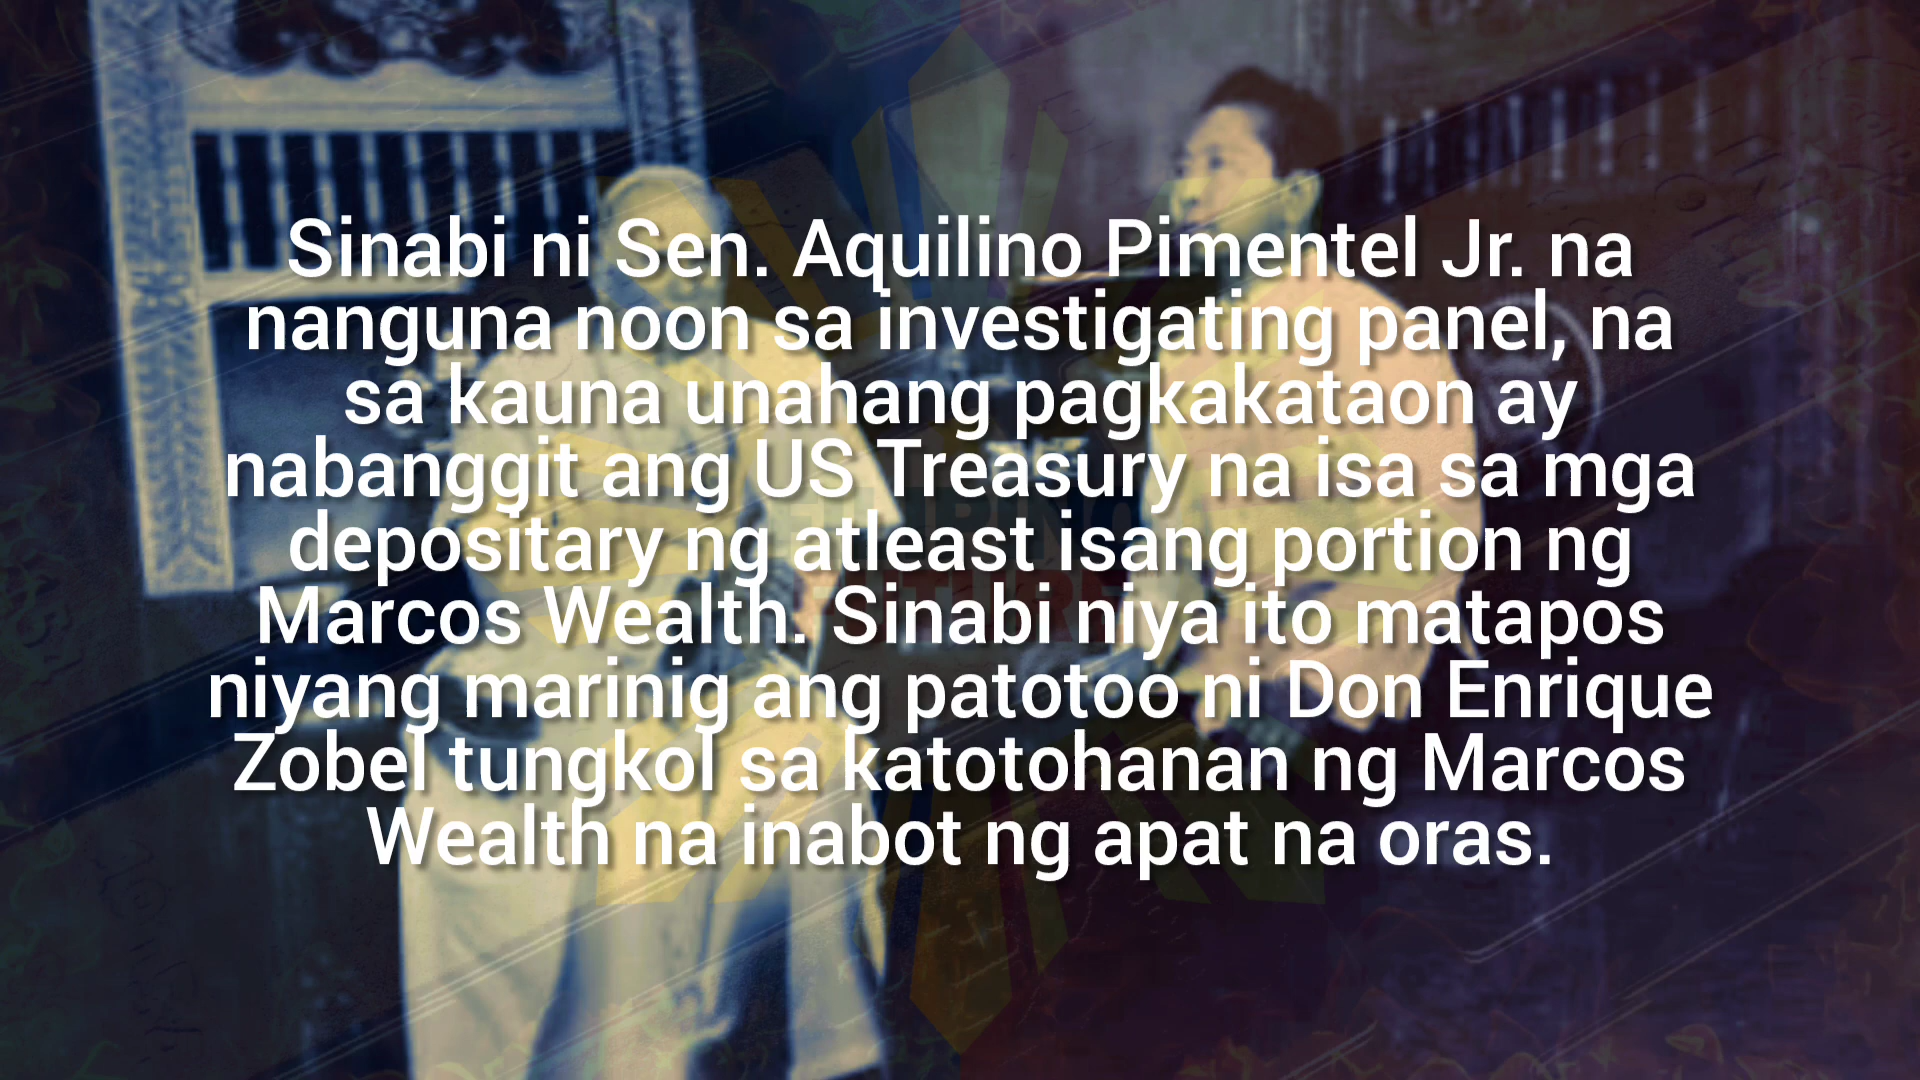 Sinabi ni Sen. Aquilino Pimentel Jr. na
nanguna noon sa investigating panel, na
sa kauna unahang pagkakataon ay
nabanggit ang US Treasury na isa sa mga
depositary ng atleast isang portion ng
Marcos Wealth. Sinabi niya ito matapos
niyang marinig ang patotoo ni Don Enrique
Zobel tungkol sa katotohanan ng Marcos
Wealth na inabot ng apat na oras.